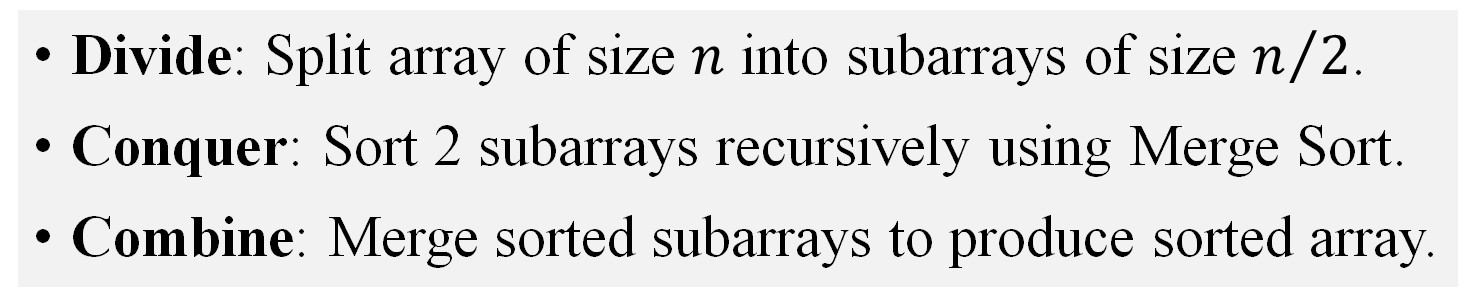 • Divide: Split array of size n into subarrays of size n/2.
• Conquer: Sort 2 subarrays recursively using Merge Sort.
• Combine: Merge sorted subarrays to produce sorted array.